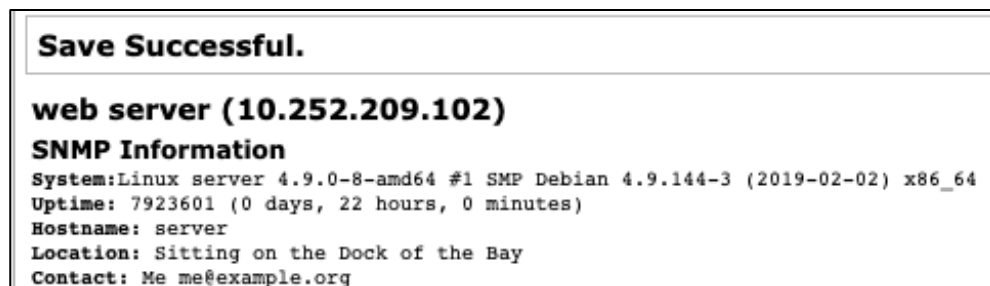 Save Successful.
web server (10.252.209.102)
SNMP Information
System:Linux server 4.9.0-8-amd64 #1 SMP Debian 4.9.144-3 (2019-02-02) x86_64
Uptime: 7923601 (0 days, 22 hours, 0 minutes)
Hostname: server
Location: Sitting on the Dock of the Bay
Contact: Me me@example.org